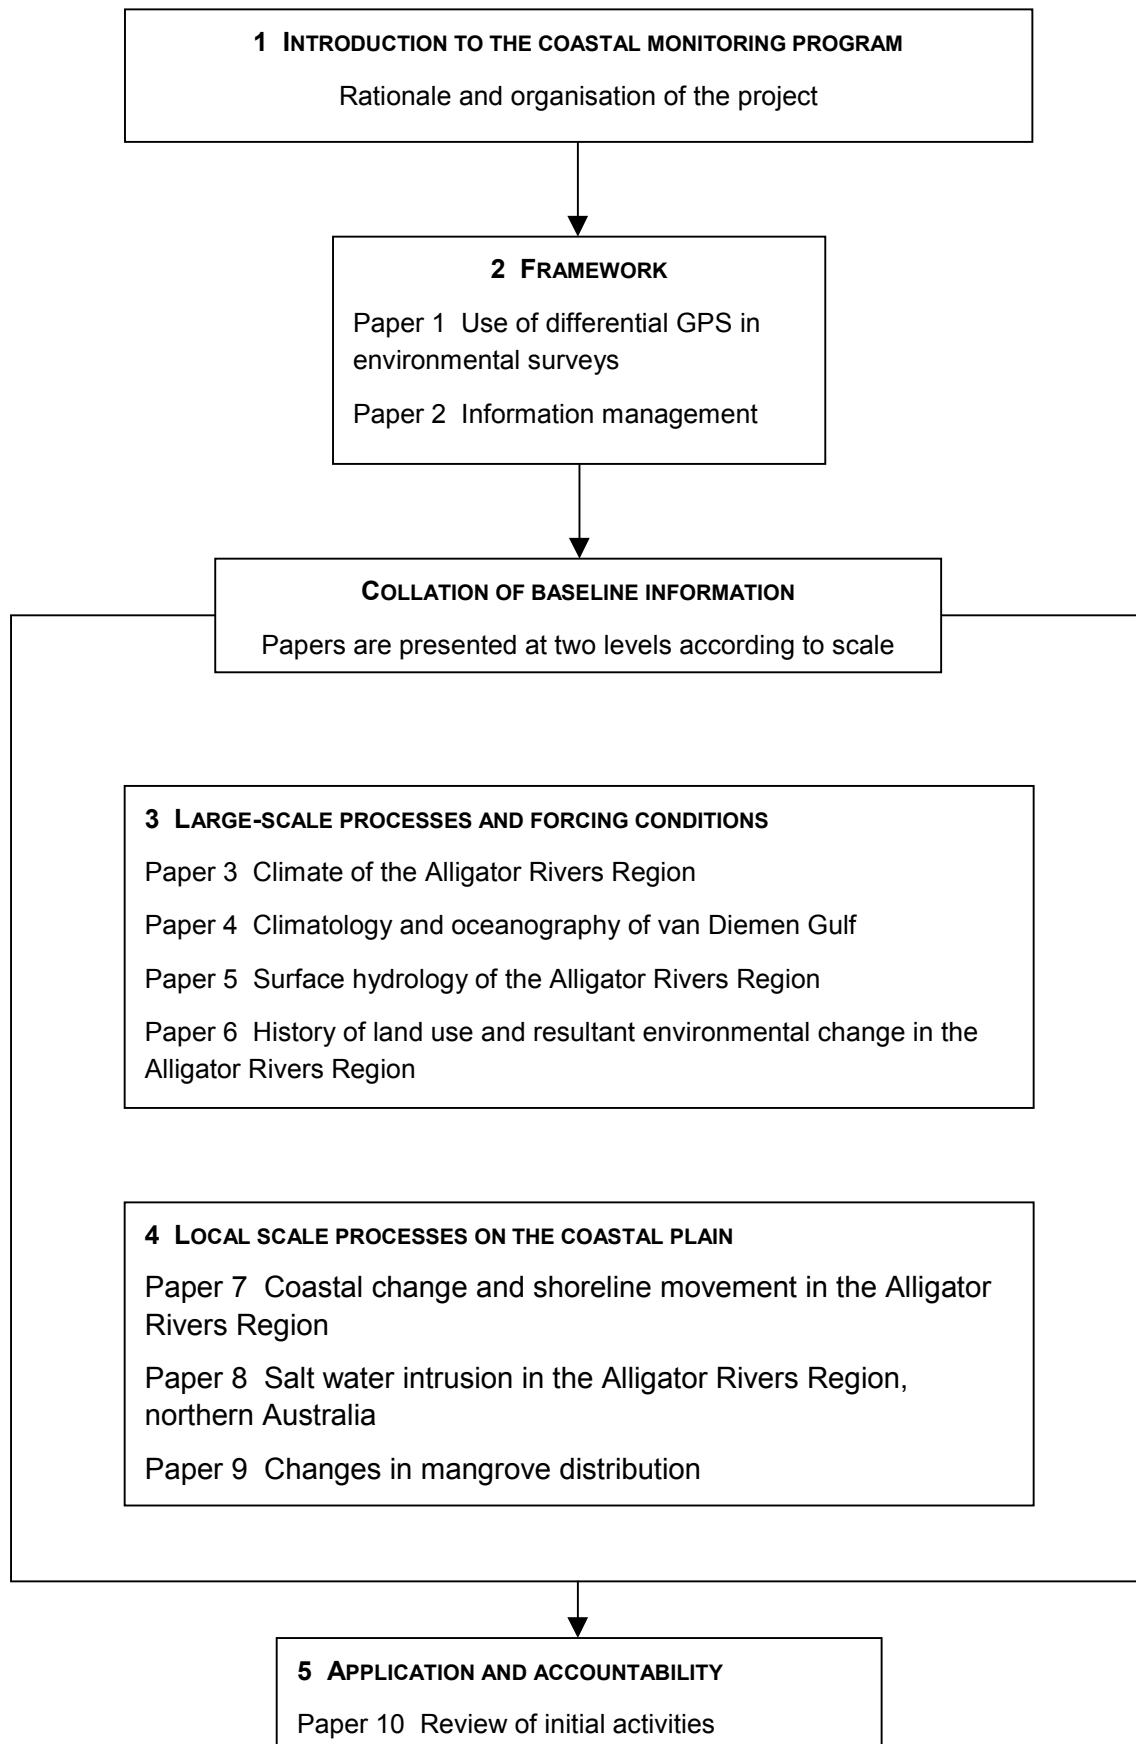 1 INTRODUCTION TO THE COASTAL MONITORING PROGRAM
Rationale and organisation of the project
2 FRAMEWORK
Paper 1 Use of differential GPS in
environmental surveys
Paper 2 Information management
COLLATION OF BASELINE INFORMATION
Papers are presented at two levels according to scale
3 LARGE-SCALE PROCESSES AND FORCING CONDITIONS
Paper 3 Climate of the Alligator Rivers Region
Paper 4 Climatology and oceanography of van Diemen Gulf
Paper 5 Surface hydrology of the Alligator Rivers Region
Paper 6 History of land use and resultant environmental change in the
Alligator Rivers Region
4 LOCAL SCALE PROCESSES ON THE COASTAL PLAIN
Paper 7 Coastal change and shoreline movement in the Alligator
Rivers Region
Paper 8 Salt water intrusion in the Alligator Rivers Region,
northern Australia
Paper 9 Changes in mangrove distribution
5 APPLICATION AND ACCOUNTABILITY
Paper 10 Review of initial activities